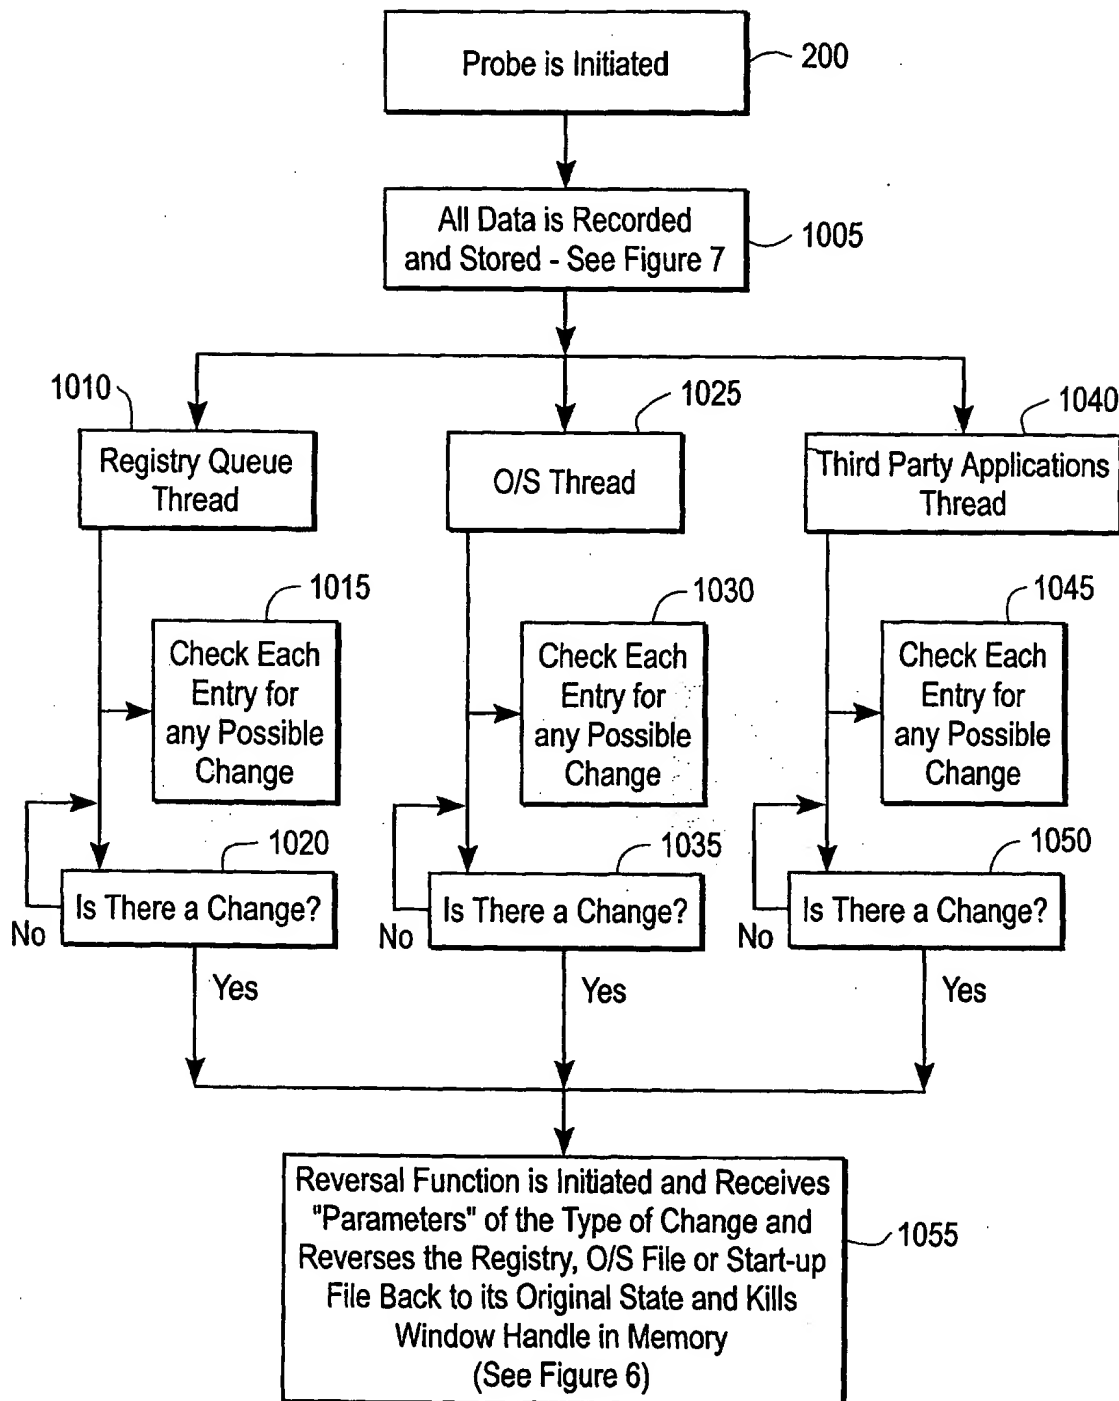 Probe is Initiated
200
All Data is Recorded
and Stored - See Figure 7
1005
1010
Registry Queue
Thread
1025
O/S Thread
1040
Third Party Applications
Thread
1015
Check Each
Entry for
any Possible
Change
1030
Check Each
Entry for
any Possible
Change
1045
Check Each
Entry for
any Possible
Change
1020
Is There a Change?
No
Yes
1035
Is There a Change?
No
Yes
1050
Is There a Change?
No
Yes
Reversal Function is Initiated and Receives
"Parameters" of the Type of Change and
Reverses the Registry, O/S File or Start-up
File Back to its Original State and Kills
Window Handle in Memory
(See Figure 6)
1055